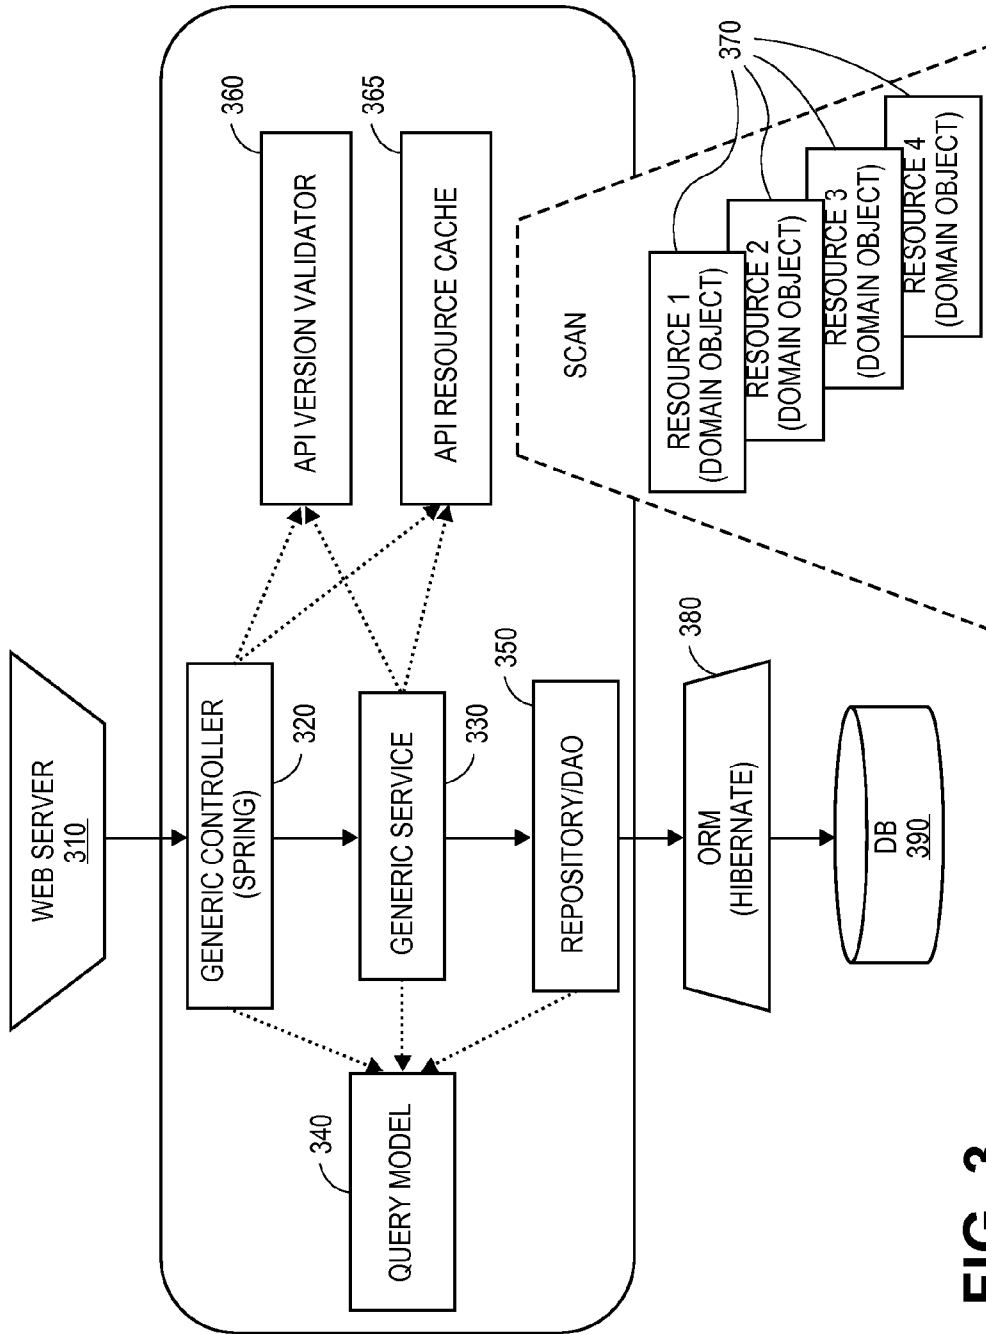 WEB SERVER
310
GENERIC CONTROLLER
(SPRING)
320
360
API VERSION VALIDATOR
340
QUERY MODEL
GENERIC SERVICE
330
365
API RESOURCE CACHE
REPOSITORY/DAO
350
SCAN
ORM
(HIBERNATE)
380
RESOURCE 1
(DOMAIN OBJECT)
RESOURCE 2
(DOMAIN OBJECT)
RESOURCE 3
(DOMAIN OBJECT)
RESOURCE 4
(DOMAIN OBJECT)
370
DB
390
FIG. 3